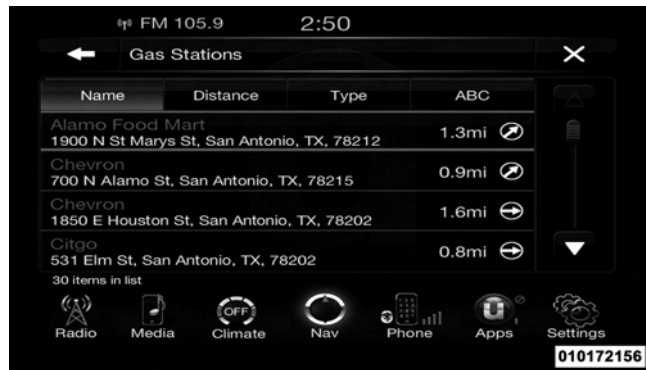 FM 105.9 2:50
Gas Stations
Name Distance Type ABC
Alamo Food Mart
1900 N St Marys St, San Antonio, TX, 78212 1.3mi
Chevron
700 N Alamo St, San Antonio, TX, 78215 0.9mi
Chevron
1850 E Houston St, San Antonio, TX, 78202 1.6mi
Citgo
531 Elm St, San Antonio, TX, 78202 0.8mi
30 items in list
OFF
Radio Media Climate Nav Phone Apps Settings
010172156